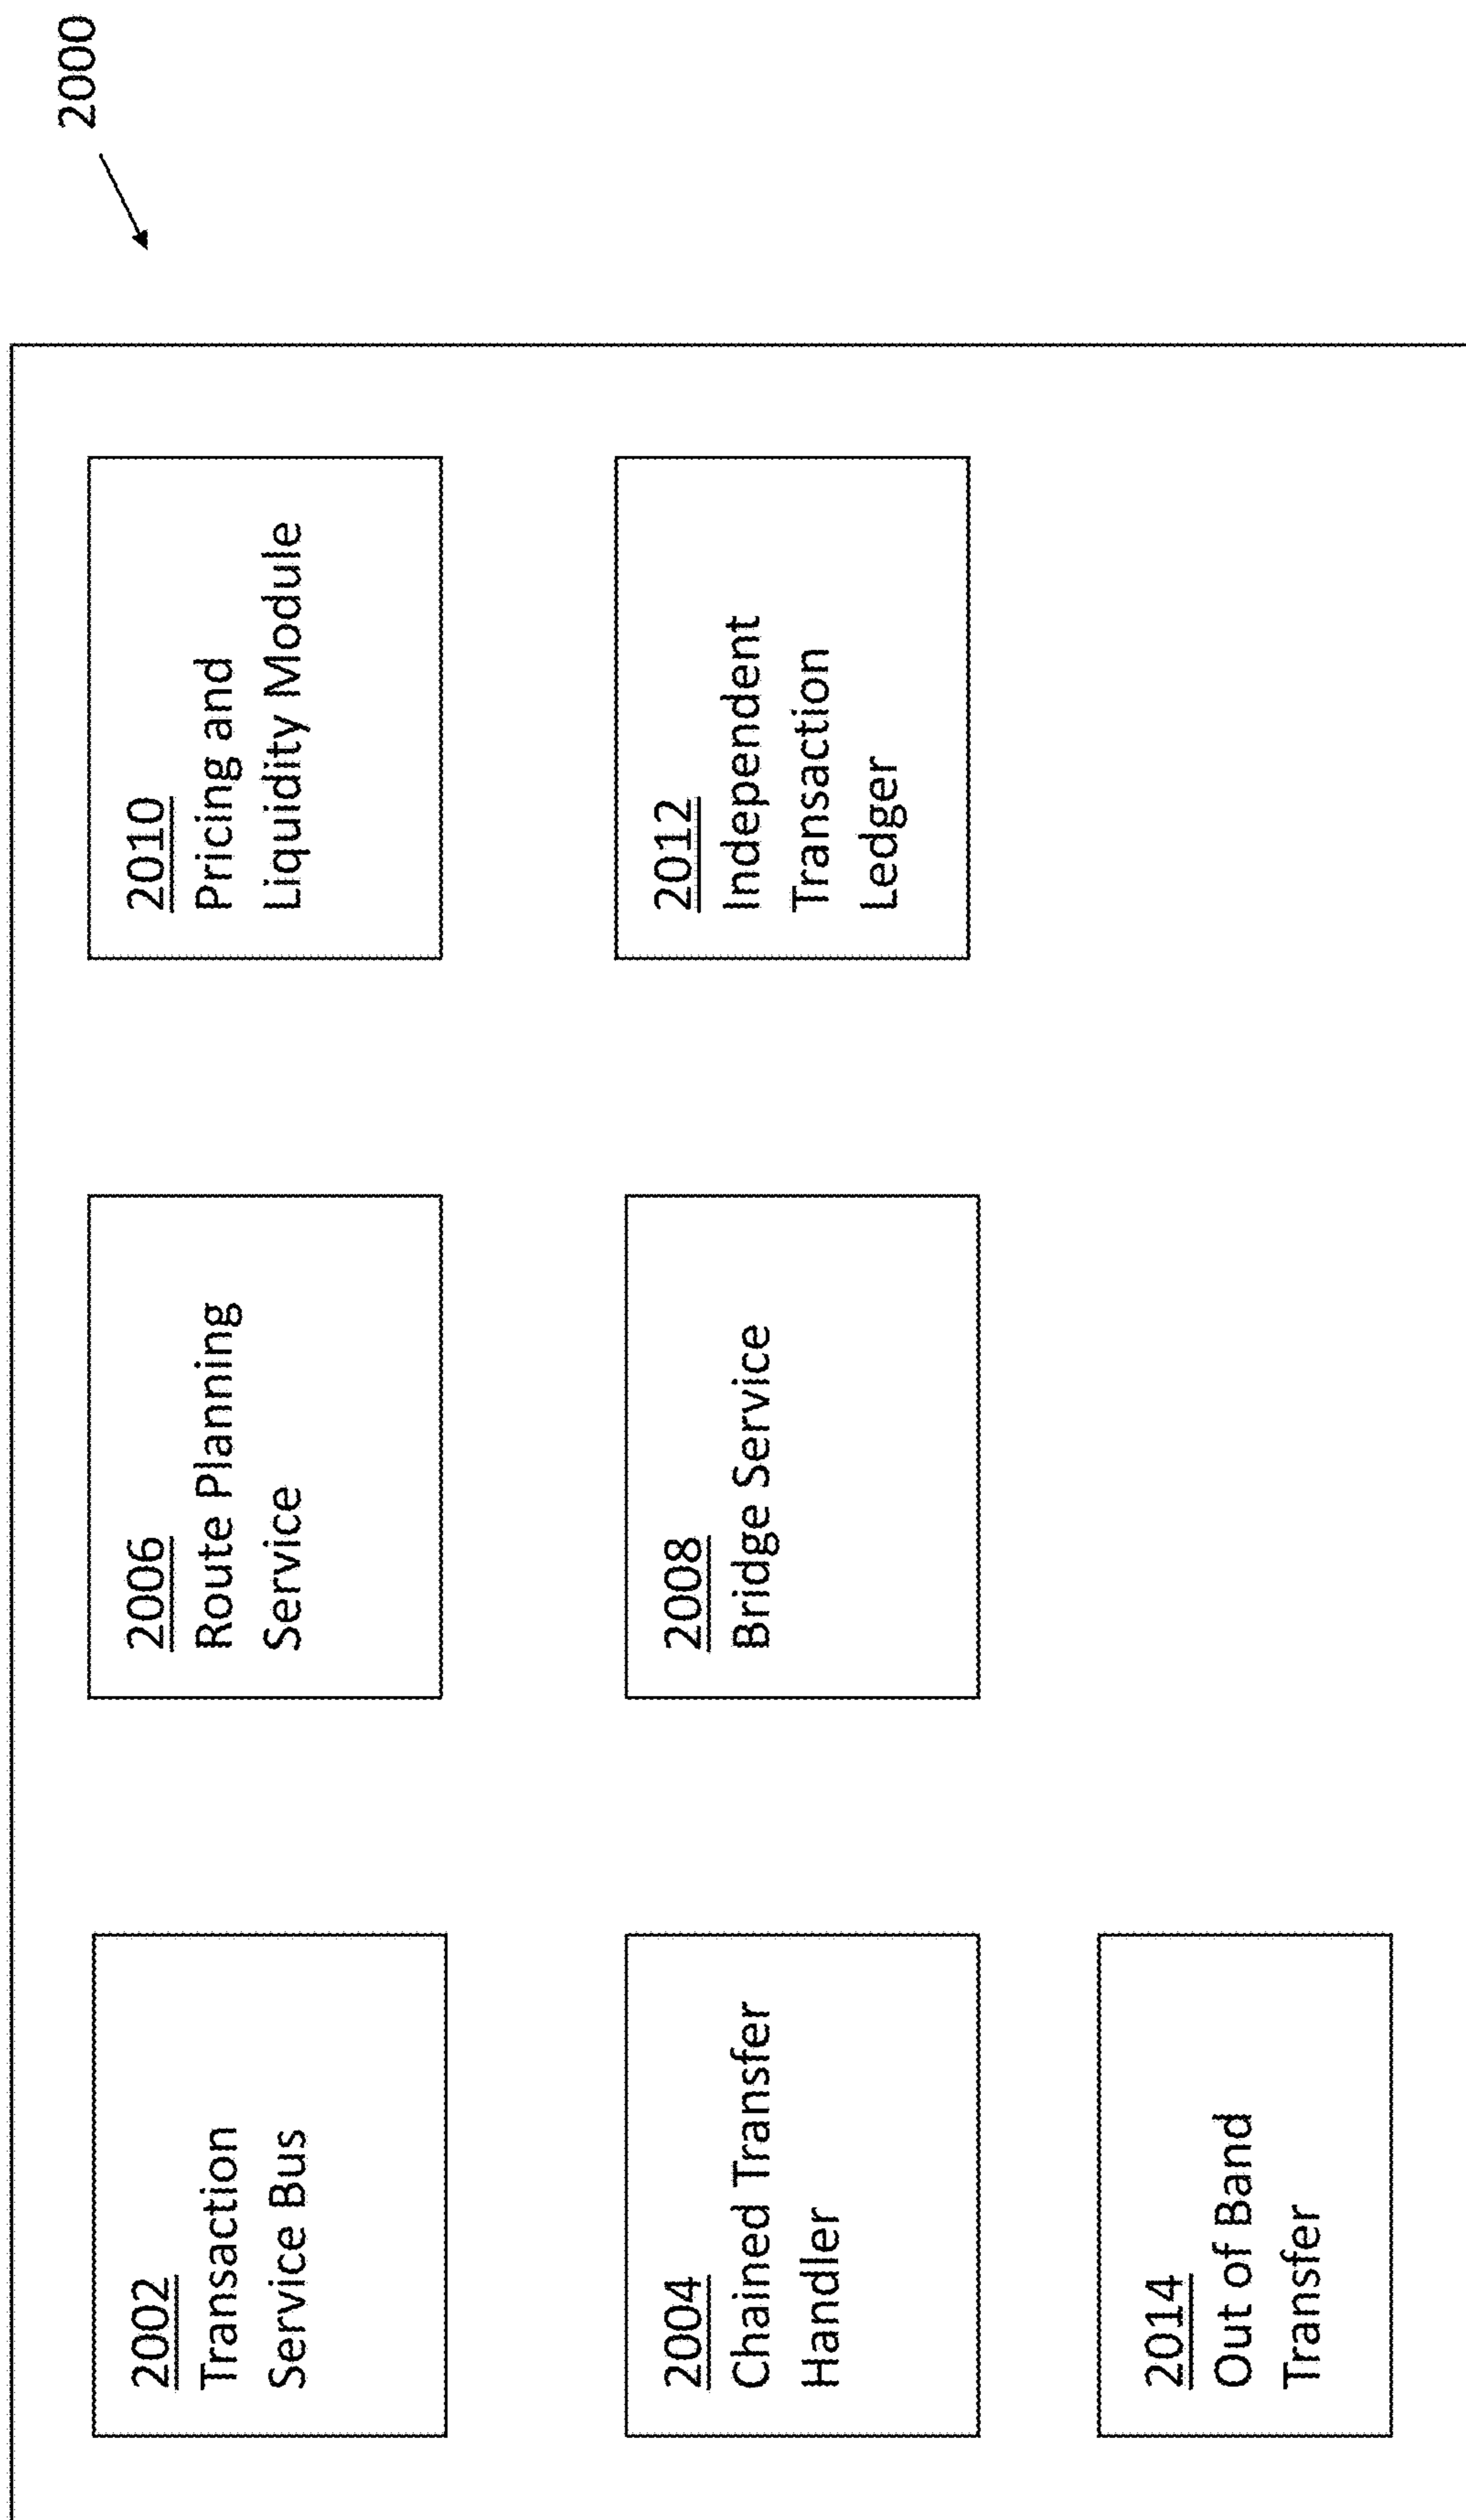 2000
2002
Transaction
Service Bus
2006
Route Planning
Service
2010
Pricing and
Liquidity Module
2004
Chained Transfer
Handler
2008
Bridge Service
2012
Independent
Transaction
Ledger
2014
Out of Band
Transfer